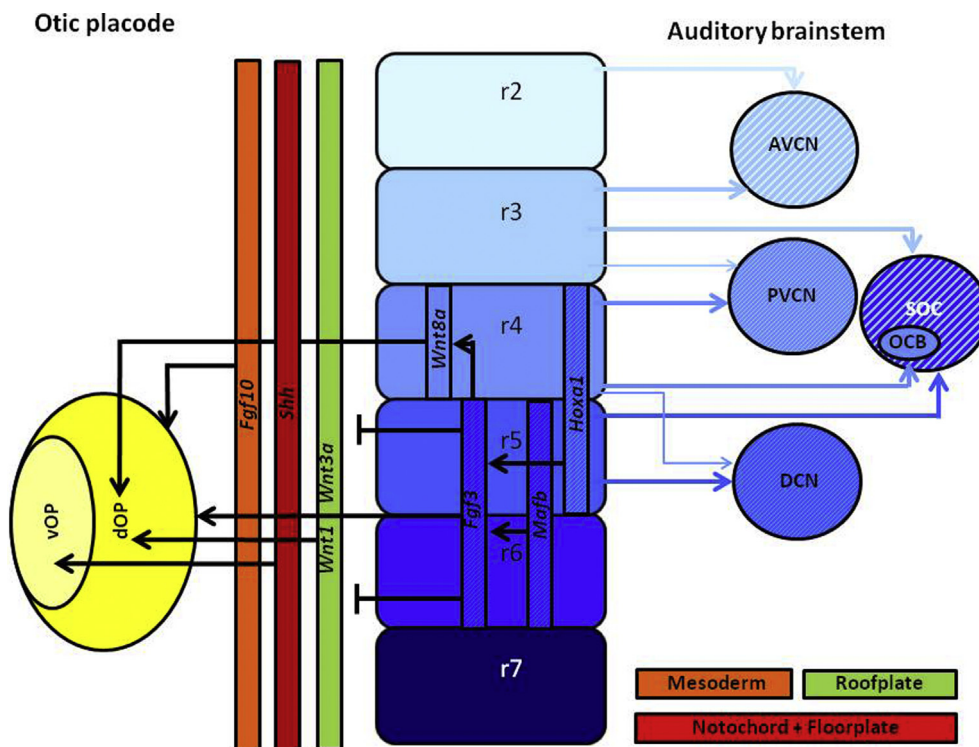 Otic placode
Auditory brainstem
r2
AVCN
r3
PVCN
SOC
OCB
r4
Wnt8a
Hoxa1
Fgf10
Shh
Wnt3a
Wnt1
r5
Fgf3
Mafb
DCN
vOP
dOP
r6
r7
Mesoderm
Roofplate
Notochord + Floorplate